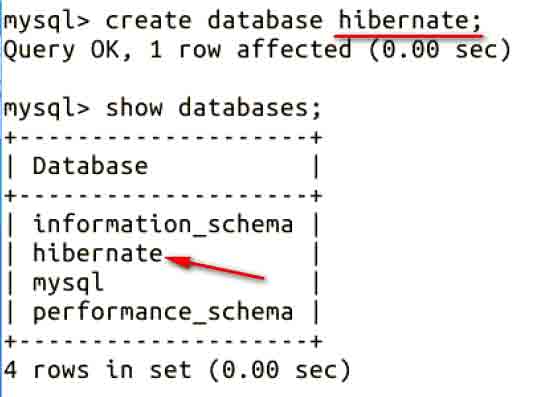 mysql> create database hibernate;
Query OK, 1 row affected (0.00 sec)
mysql> show databases;
+--------------------+
| Database           |
+--------------------+
| information_schema |
| hibernate          |
| mysql              |
| performance_schema |
+--------------------+
4 rows in set (0.00 sec)